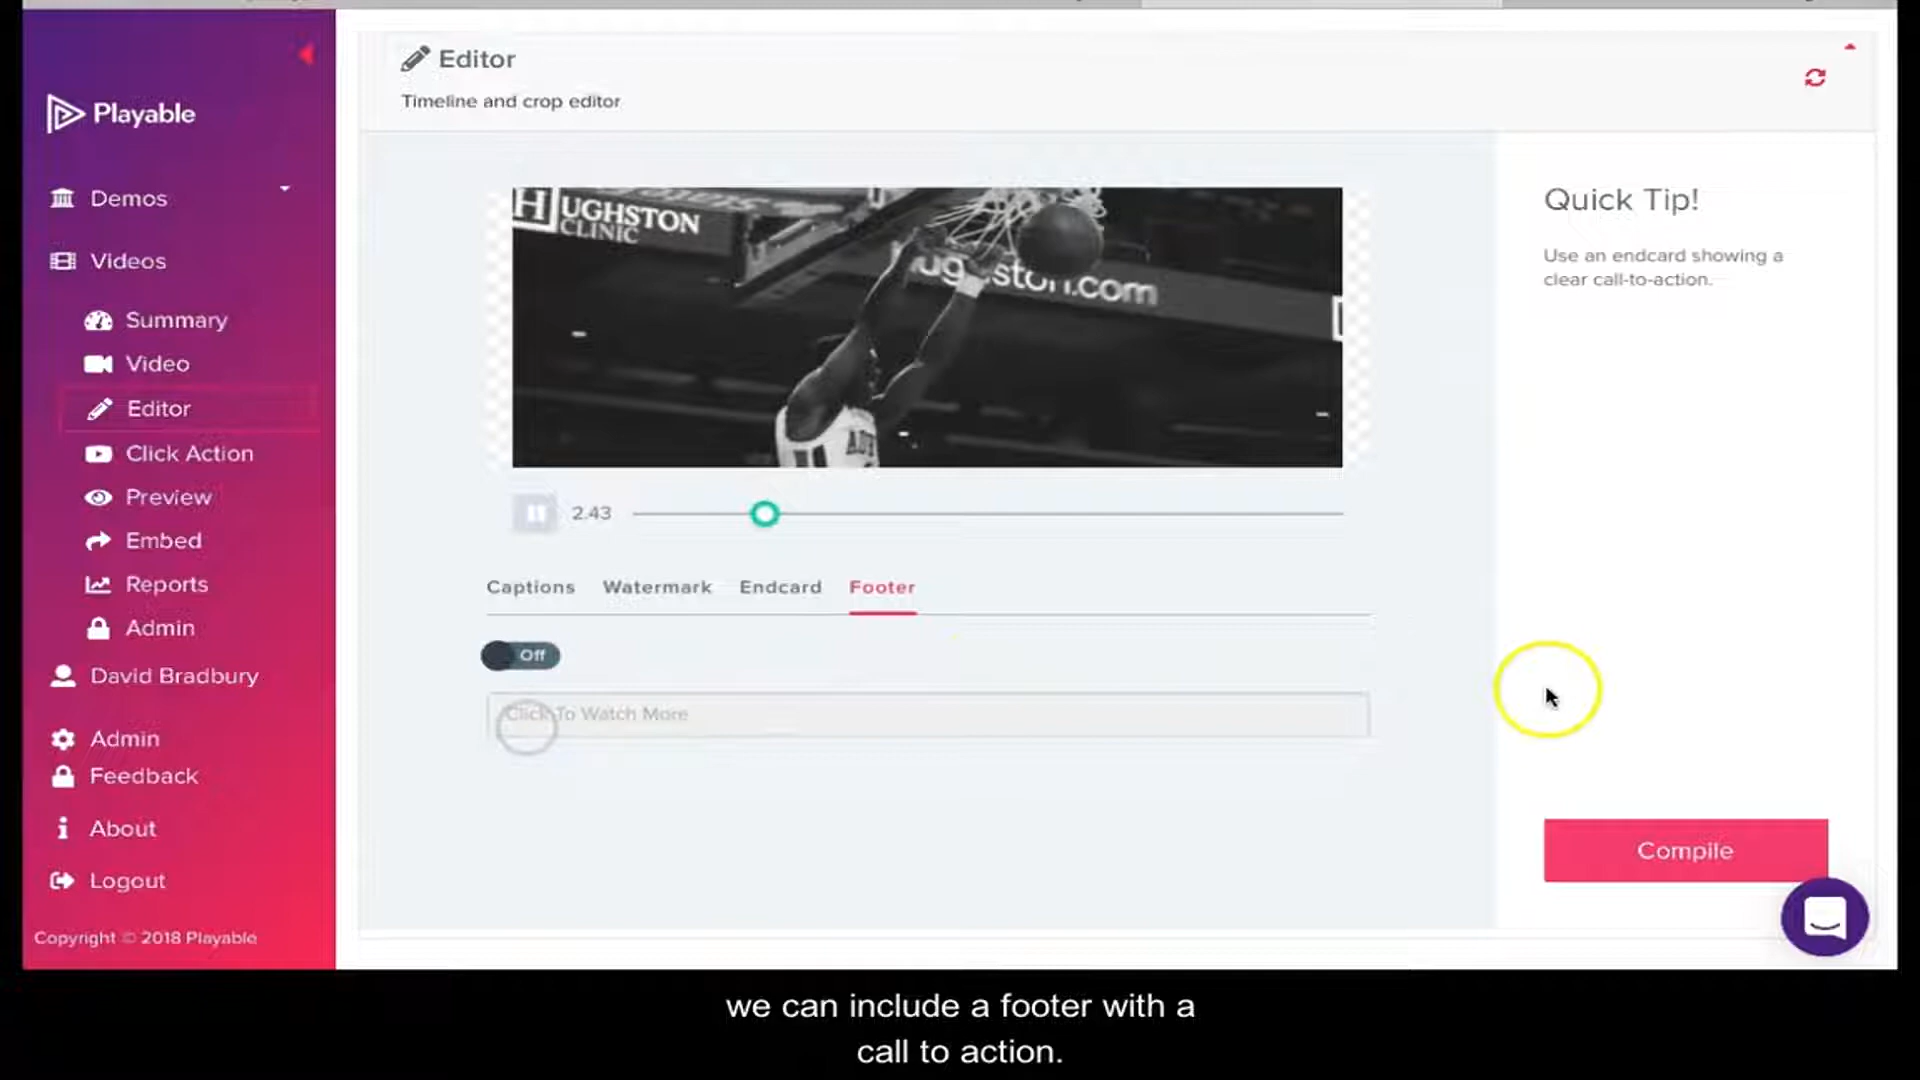 Playable
Demos
Videos
Summary
Video
Editor
Click Action
Preview
Embed
Reports
Admin
David Bradbury
Admin
Feedback
About
Logout
Copyright © 2018 Playable
Editor
Timeline and crop editor
HUGHSTON
CLINIC
ston.com
2.43
Captions Watermark Endcard Footer
Off
Click To Watch More
Quick Tip!
Use an endcard showing a
clear call-to-action.
Compile
we can include a footer with a
call to action.